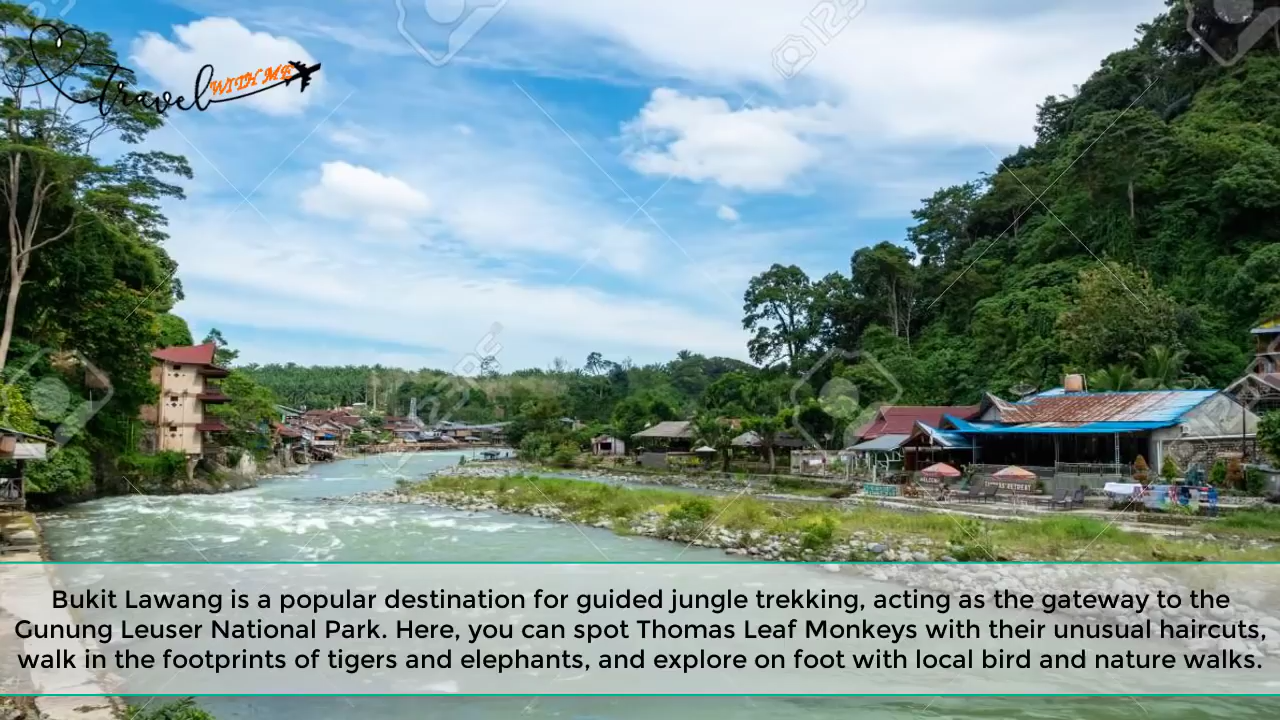 Travel WITH ME
123RF
Bukit Lawang is a popular destination for guided jungle trekking, acting as the gateway to the
Gunung Leuser National Park. Here, you can spot Thomas Leaf Monkeys with their unusual haircuts,
walk in the footprints of tigers and elephants, and explore on foot with local bird and nature walks.